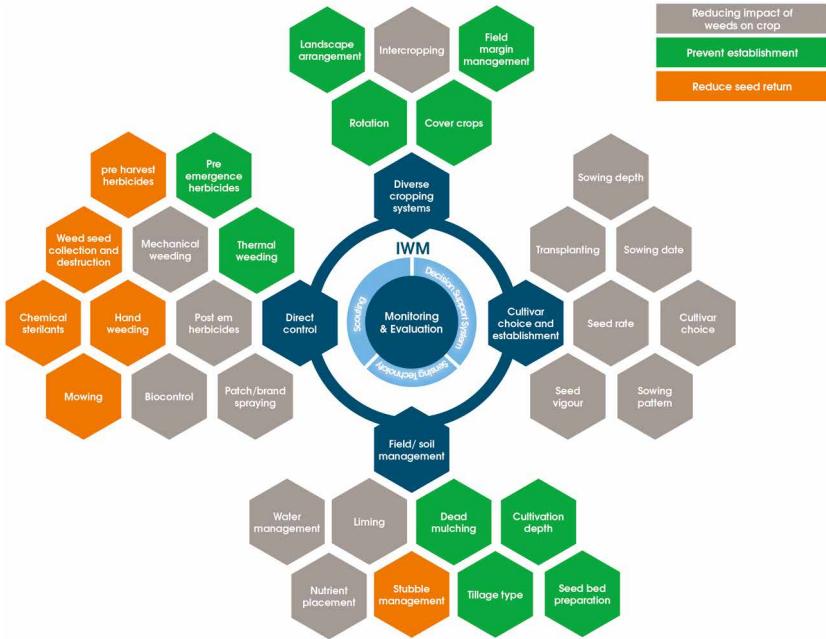 Reducing impact of
weeds on crop
Prevent establishment
Reduce seed return
Landscape
arrangement
Intercropping
Field
margin
management
Rotation
Cover crops
Diverse
cropping
systems
pre harvest
herbicides
Pre
emergence
herbicides
Weed seed
collection and
destruction
Mechanical
weeding
Thermal
weeding
Chemical
sterilants
Hand
weeding
Post em
herbicides
Direct
control
Mowing
Biocontrol
Patch/brand
spraying
IWM
Scouting
Decision Support System
Sensing Technolofy
Monitoring
& Evaluation
Cultivar
choice and
establishment
Sowing depth
Transplanting
Sowing date
Seed rate
Cultivar
choice
Seed
vigour
Sowing
pattern
Field/ soil
management
Water
management
Liming
Dead
mulching
Cultivation
depth
Nutrient
placement
Stubble
management
Tillage type
Seed bed
preparation